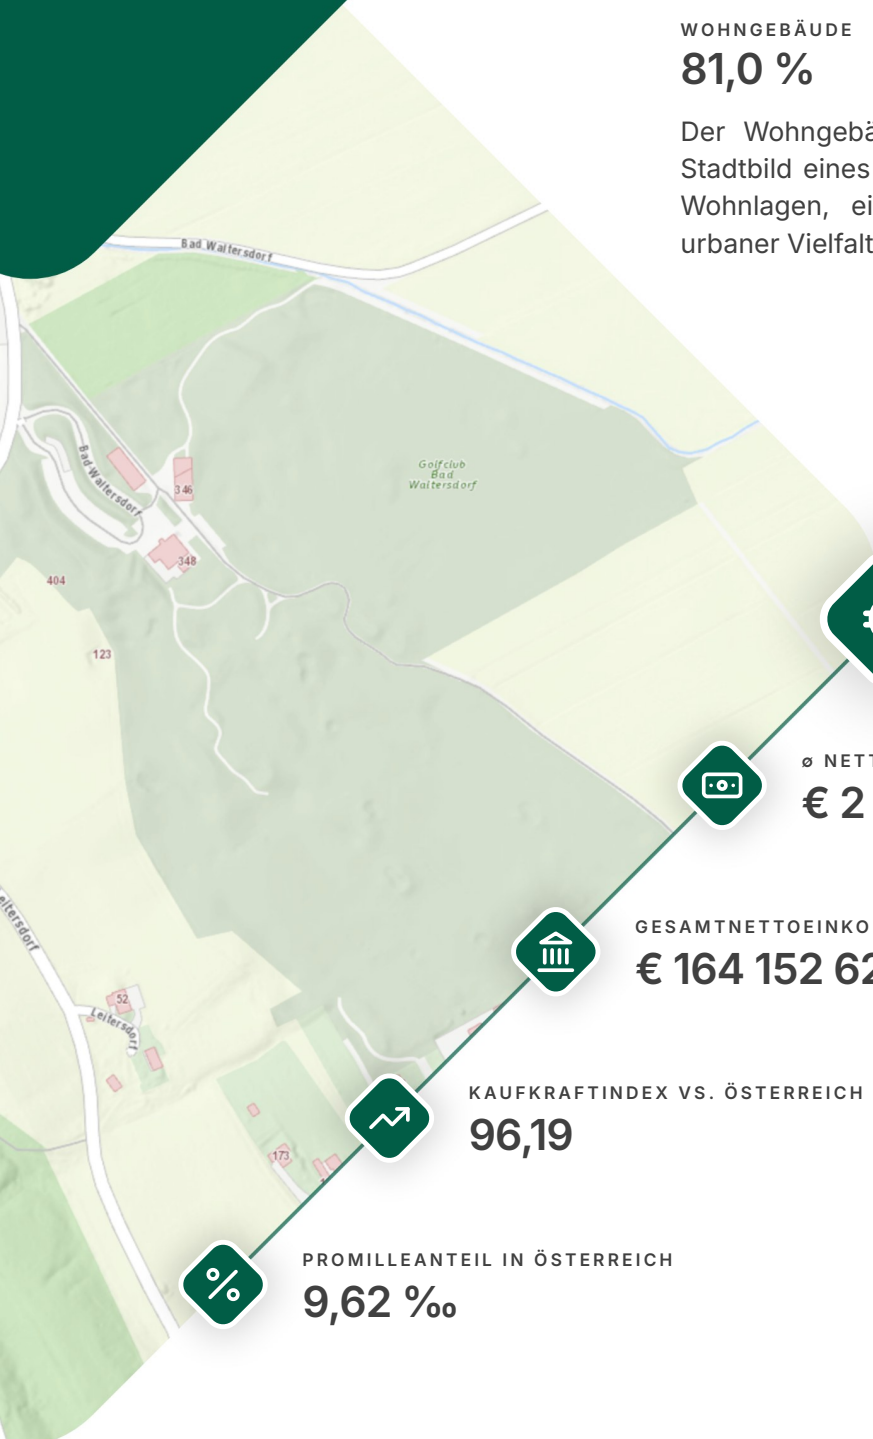 WOHNGEBÄUDE
81,0 %
Der Wohngebä
Stadtbild eines
Wohnlagen, ei
urbaner Vielfalt
Bad Waltersdorf
Golfclub
Bad
Waltersdorf
Bad-Waltersdorf
346
348
404
123
ø NETT
€ 2
GESAMTNETTOEINKO
€ 164 152 62
eitersdorf
52
Leitersdorf
KAUFKRAFTINDEX VS. ÖSTERREICH
96,19
173
PROMILLEANTEIL IN ÖSTERREICH
9,62 ‰